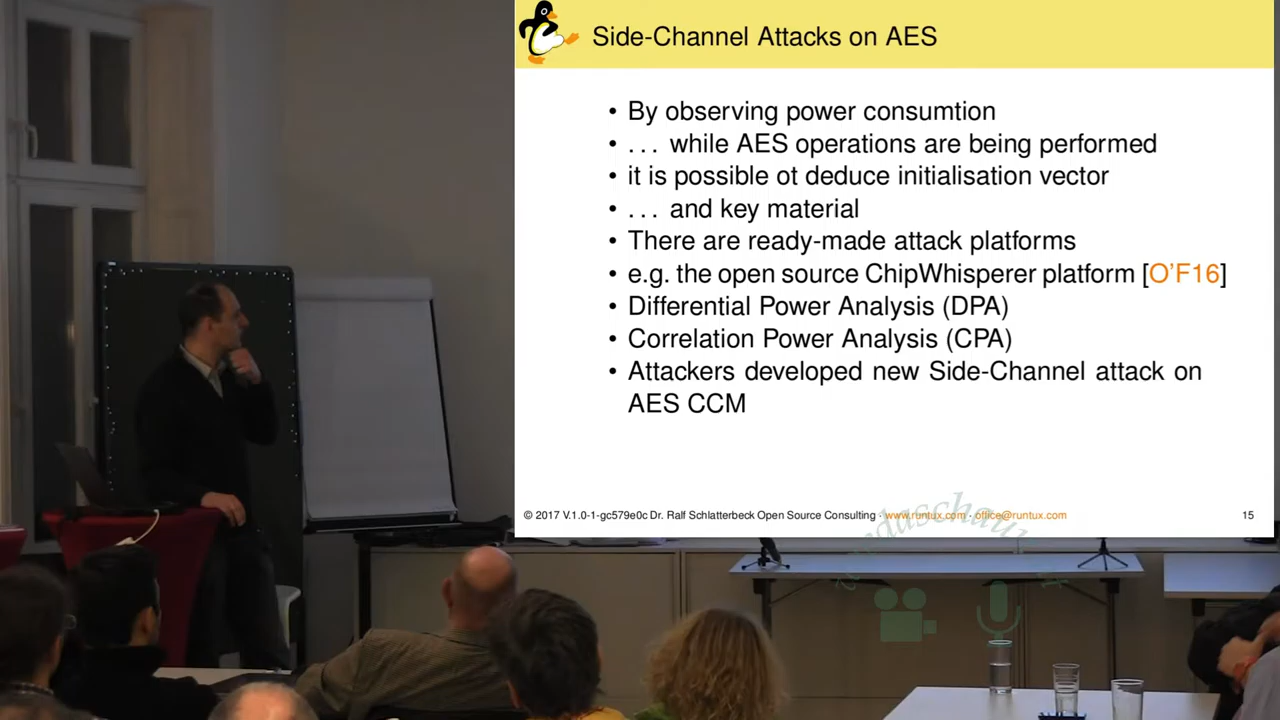 Side-Channel Attacks on AES
• By observing power consumtion
• . . . while AES operations are being performed
• it is possible ot deduce initialisation vector
• . . . and key material
• There are ready-made attack platforms
• e.g. the open source ChipWhisperer platform [O'F16]
• Differential Power Analysis (DPA)
• Correlation Power Analysis (CPA)
• Attackers developed new Side-Channel attack on
AES CCM
© 2017 V.1.0-1-gc579e0c Dr. Ralf Schlatterbeck Open Source Consulting · www.runtux.com · office@runtux.com 15